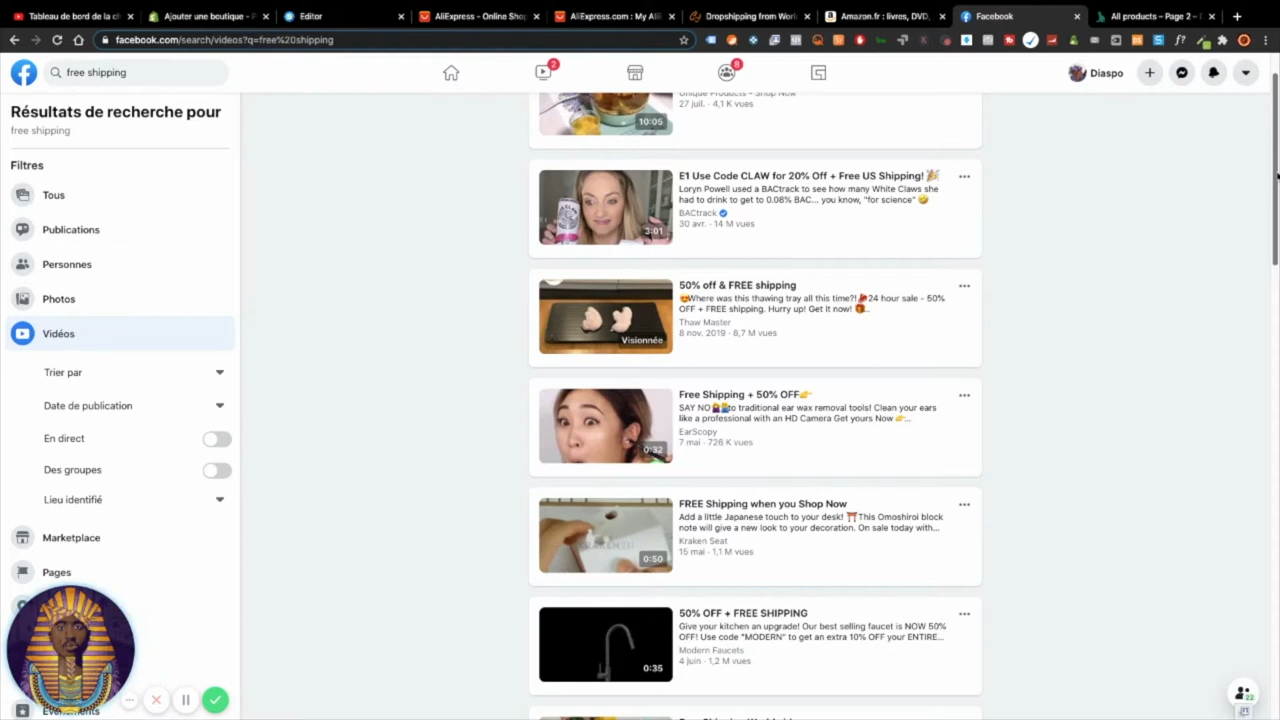 Tableau de bord de la ch
Ajouter une boutique - P
Editor
AliExpress - Online Shop
AliExpress.com : My Ali
Dropshipping from Worl
Amazon.fr : livres, DVD,
Facebook
All products – Page 2 –
facebook.com/search/videos?q=free%20shipping
free shipping
2
8
Diaspo
Résultats de recherche pour
free shipping
Filtres
Tous
Publications
Personnes
Photos
Vidéos
Trier par
Date de publication
En direct
Des groupes
Lieu identifié
Marketplace
Pages
Événements
Unique Products - Shop Now
27 juil. · 4,1 K vues
10:05
E1 Use Code CLAW for 20% Off + Free US Shipping! 🎉
Loryn Powell used a BACtrack to see how many White Claws she
had to drink to get to 0.08% BAC... you know, "for science" 🤣
BACtrack
30 avr. · 14 M vues
3:01
50% off & FREE shipping
😍Where was this thawing tray all this time?!🥩24 hour sale - 50%
OFF + FREE shipping. Hurry up! Get it now! 🎁...
Thaw Master
8 nov. 2019 · 8,7 M vues
Visionnée
Free Shipping + 50% OFF👉
SAY NO🙅‍♀️🙅‍♂️to traditional ear wax removal tools! Clean your ears
like a professional with an HD Camera Get yours Now 👉...
EarScopy
7 mai · 726 K vues
0:32
FREE Shipping when you Shop Now
Add a little Japanese touch to your desk! ⛩️This Omoshiroi block
note will give a new look to your decoration. On sale today with...
Kraken Seat
15 mai · 1,1 M vues
0:50
50% OFF + FREE SHIPPING
Give your kitchen an upgrade! Our best selling faucet is NOW 50%
OFF! Use code "MODERN" to get an extra 10% OFF your ENTIRE...
Modern Faucets
4 juin · 1,2 M vues
0:35
22